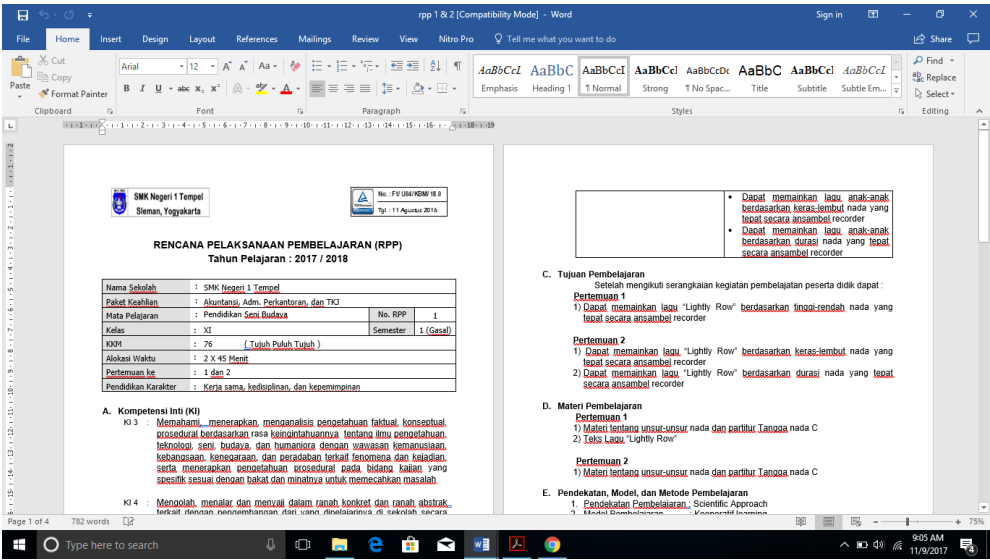 rpp 1 & 2 [Compatibility Mode] - Word
Sign in
File Home Insert Design Layout References Mailings Review View Nitro Pro Tell me what you want to do Share
Cut
Copy
Format Painter
Paste
Clipboard
Arial 12
Font
Paragraph
AaBbCcI AaBbC AaBbCcI AaBbCcI AaBbCcDc AaBbC AaBbCcI AaBbCcI
Emphasis Heading 1 ¶ Normal Strong ¶ No Spac... Title Subtitle Subtle Em...
Styles
Find
Replace
Select
Editing
SMK Negeri 1 Tempel
Sleman, Yogyakarta
No. : F1/ U04/ KBM/ 18.0
Tgl. : 11 Agustus 2016
RENCANA PELAKSANAAN PEMBELAJARAN (RPP)
Tahun Pelajaran : 2017 / 2018
Nama Sekolah : SMK Negeri 1 Tempel
Paket Keahlian : Akuntansi, Adm. Perkantoran, dan TKJ
Mata Pelajaran : Pendidikan Seni Budaya No. RPP 1
Kelas : XI Semester 1 (Gasal)
KKM : 76 ( Tujuh Puluh Tujuh )
Alokasi Waktu : 2 X 45 Menit
Pertemuan ke : 1 dan 2
Pendidikan Karakter : Kerja sama, kedisiplinan, dan kepemimpinan
A. Kompetensi Inti (KI)
KI 3 : Memahami, menerapkan, menganalisis pengetahuan faktual, konseptual,
prosedural berdasarkan rasa keingintahuannya tentang ilmu pengetahuan,
teknologi, seni, budaya, dan humaniora dengan wawasan kemanusiaan,
kebangsaan, kenegaraan, dan peradaban terkait fenomena dan kejadian,
serta menerapkan pengetahuan prosedural pada bidang kajian yang
spesifik sesuai dengan bakat dan minatnya untuk memecahkan masalah
KI 4 : Mengolah, menalar dan menyaji dalam ranah konkret dan ranah abstrak
terkait dengan pengembangan dari yang dipelajarinya di sekolah secara
• Dapat memainkan lagu anak-anak
berdasarkan keras-lembut nada yang
tepat secara ansambel recorder
• Dapat memainkan lagu anak-anak
berdasarkan durasi nada yang tepat
secara ansambel recorder
C. Tujuan Pembelajaran
Setelah mengikuti serangkaian kegiatan pembelajaran peserta didik dapat :
Pertemuan 1
1) Dapat memainkan lagu "Lightly Row" berdasarkan tinggi-rendah nada yang
tepat secara ansambel recorder
Pertemuan 2
1) Dapat memainkan lagu "Lightly Row" berdasarkan keras-lembut nada yang
tepat secara ansambel recorder
2) Dapat memainkan lagu "Lightly Row" berdasarkan durasi nada yang tepat
secara ansambel recorder
D. Materi Pembelajaran
Pertemuan 1
1) Materi tentang unsur-unsur nada dan partitur Tangga nada C
2) Teks Lagu "Lightly Row"
Pertemuan 2
1) Materi tentang unsur-unsur nada dan partitur Tangga nada C
E. Pendekatan, Model, dan Metode Pembelajaran
1. Pendekatan Pembelajaran : Scientific Approach
2. Model Pembelajaran : Kooperatif learning
Page 1 of 4 782 words 75%
Type here to search
9:05 AM
11/9/2017